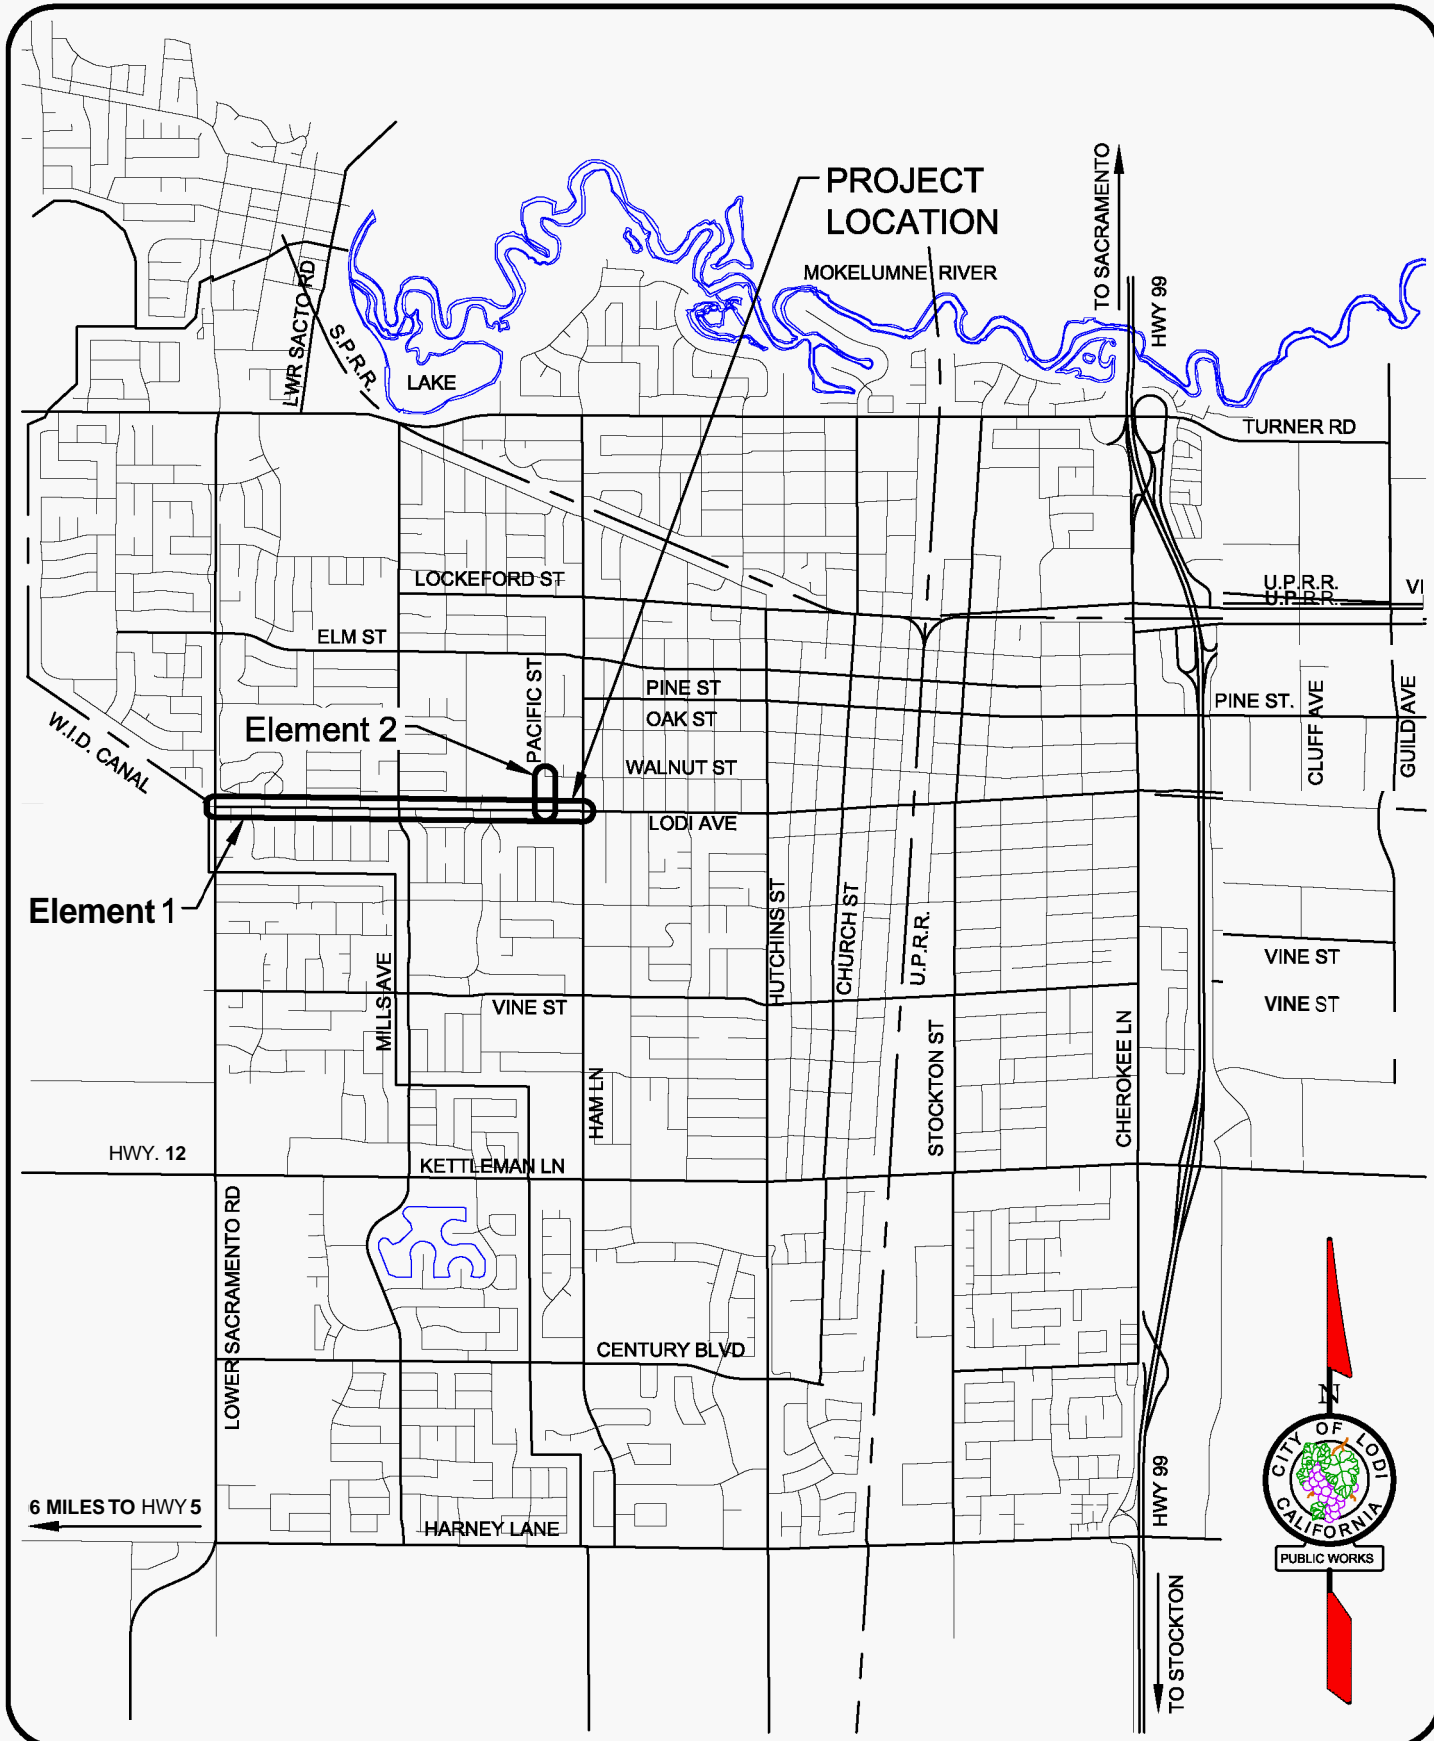 PROJECT
LOCATION
TO SACRAMENTO
HWY 99
MOKELUMNE RIVER
LWR SACTO RD
S.P.R.R.
LAKE
TURNER RD
LOCKEFORD ST
U.P.R.R.
U.P.R.R.
VI
ELM ST
PACIFIC ST
PINE ST
PINE ST.
CLUFF AVE
GUILD AVE
OAK ST
Element 2
W.I.D. CANAL
WALNUT ST
LODI AVE
Element 1
HUTCHINS ST
CHURCH ST
U.P.R.R.
MILLS AVE
VINE ST
VINE ST
VINE ST
STOCKTON ST
CHEROKEE LN
HAM LN
HWY. 12
KETTLEMAN LN
LOWER SACRAMENTO RD
CENTURY BLVD
N
CITY OF LODI
CALIFORNIA
PUBLIC WORKS
HWY 99
6 MILES TO HWY 5
HARNEY LANE
TO STOCKTON